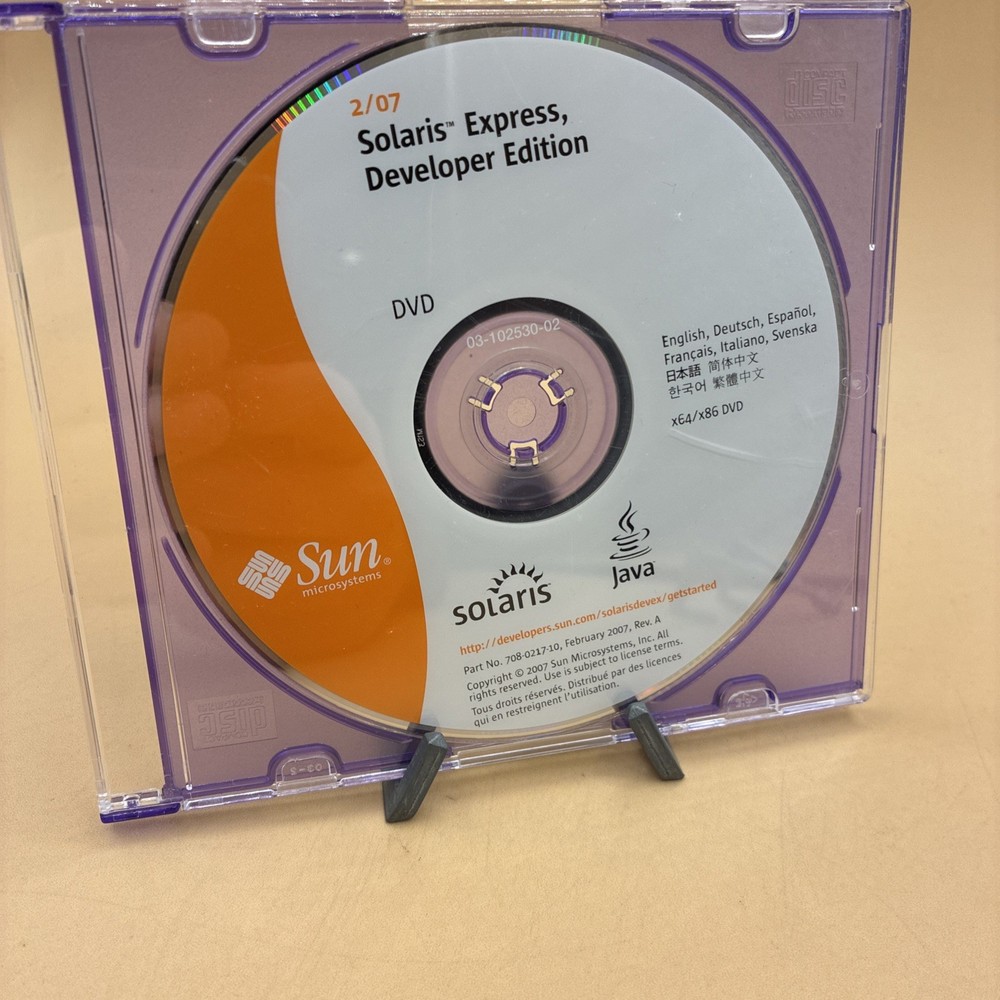 2/07
Solaris™ Express,
Developer Edition
DVD
03-102530-02
English, Deutsch, Español,
Français, Italiano, Svenska
日本語 简体中文
한국어 繁體中文
x64/x86 DVD
Sun®
microsystems
solaris
Java
http://developers.sun.com/solarisdevex/getstarted
Part No. 708-0217-10, February 2007, Rev. A
Copyright © 2007 Sun Microsystems, Inc. All
rights reserved. Use is subject to license terms.
Tous droits réservés. Distribué par des licences
qui en restreignent l'utilisation.
disc
disc